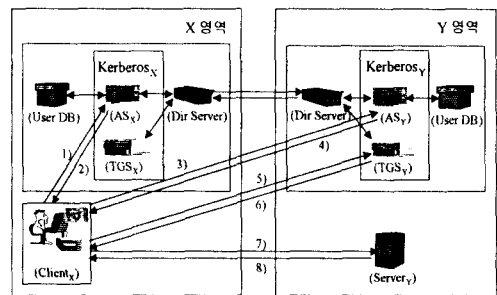 X 영역
Y 영역
Kerberos_X
Kerberos_Y
(User DB)
(AS_X)
(Dir Server)
(Dir Server)
(AS_Y)
(User DB)
1)
2)
3)
4)
(TGS_X)
(TGS_Y)
5)
6)
7)
8)
(Client_X)
(Server_Y)